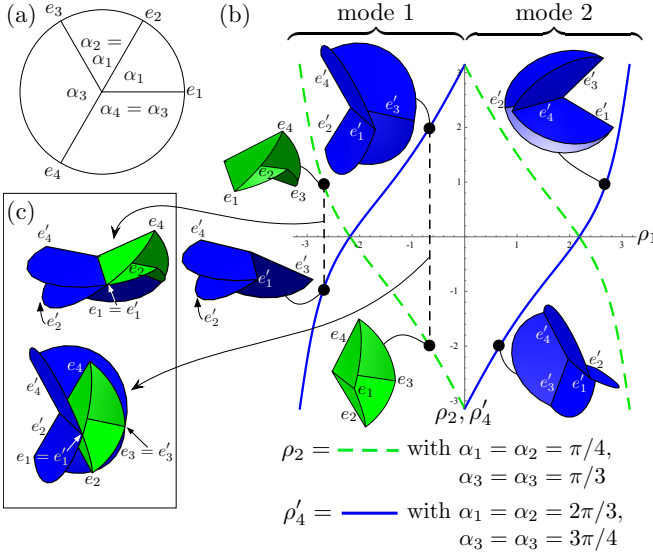 (a)
e3
e2
α2 =
α1
α1
e1
α3
α4 = α3
e4
(b)
mode 1
mode 2
e′4
e′3
e′2
e′1
e4
e2
e1
e3
e′3
e′2
e′4
e′1
3
2
1
-1
-2
-3
-3
-2
-1
1
2
3
ρ1
e′1
e′3
e′2
e3
e1
e3
e2
e′4
e′3
e′1
e′2
ρ2, ρ′4
(c)
e′4
e4
e2
e′2
e1 = e′1
e′4
e4
e′2
e1 = e′1
e2
e3 = e′3
ρ2 = with α1 = α2 = π/4,
α3 = α3 = π/3
ρ′4 = with α1 = α2 = 2π/3,
α3 = α3 = 3π/4